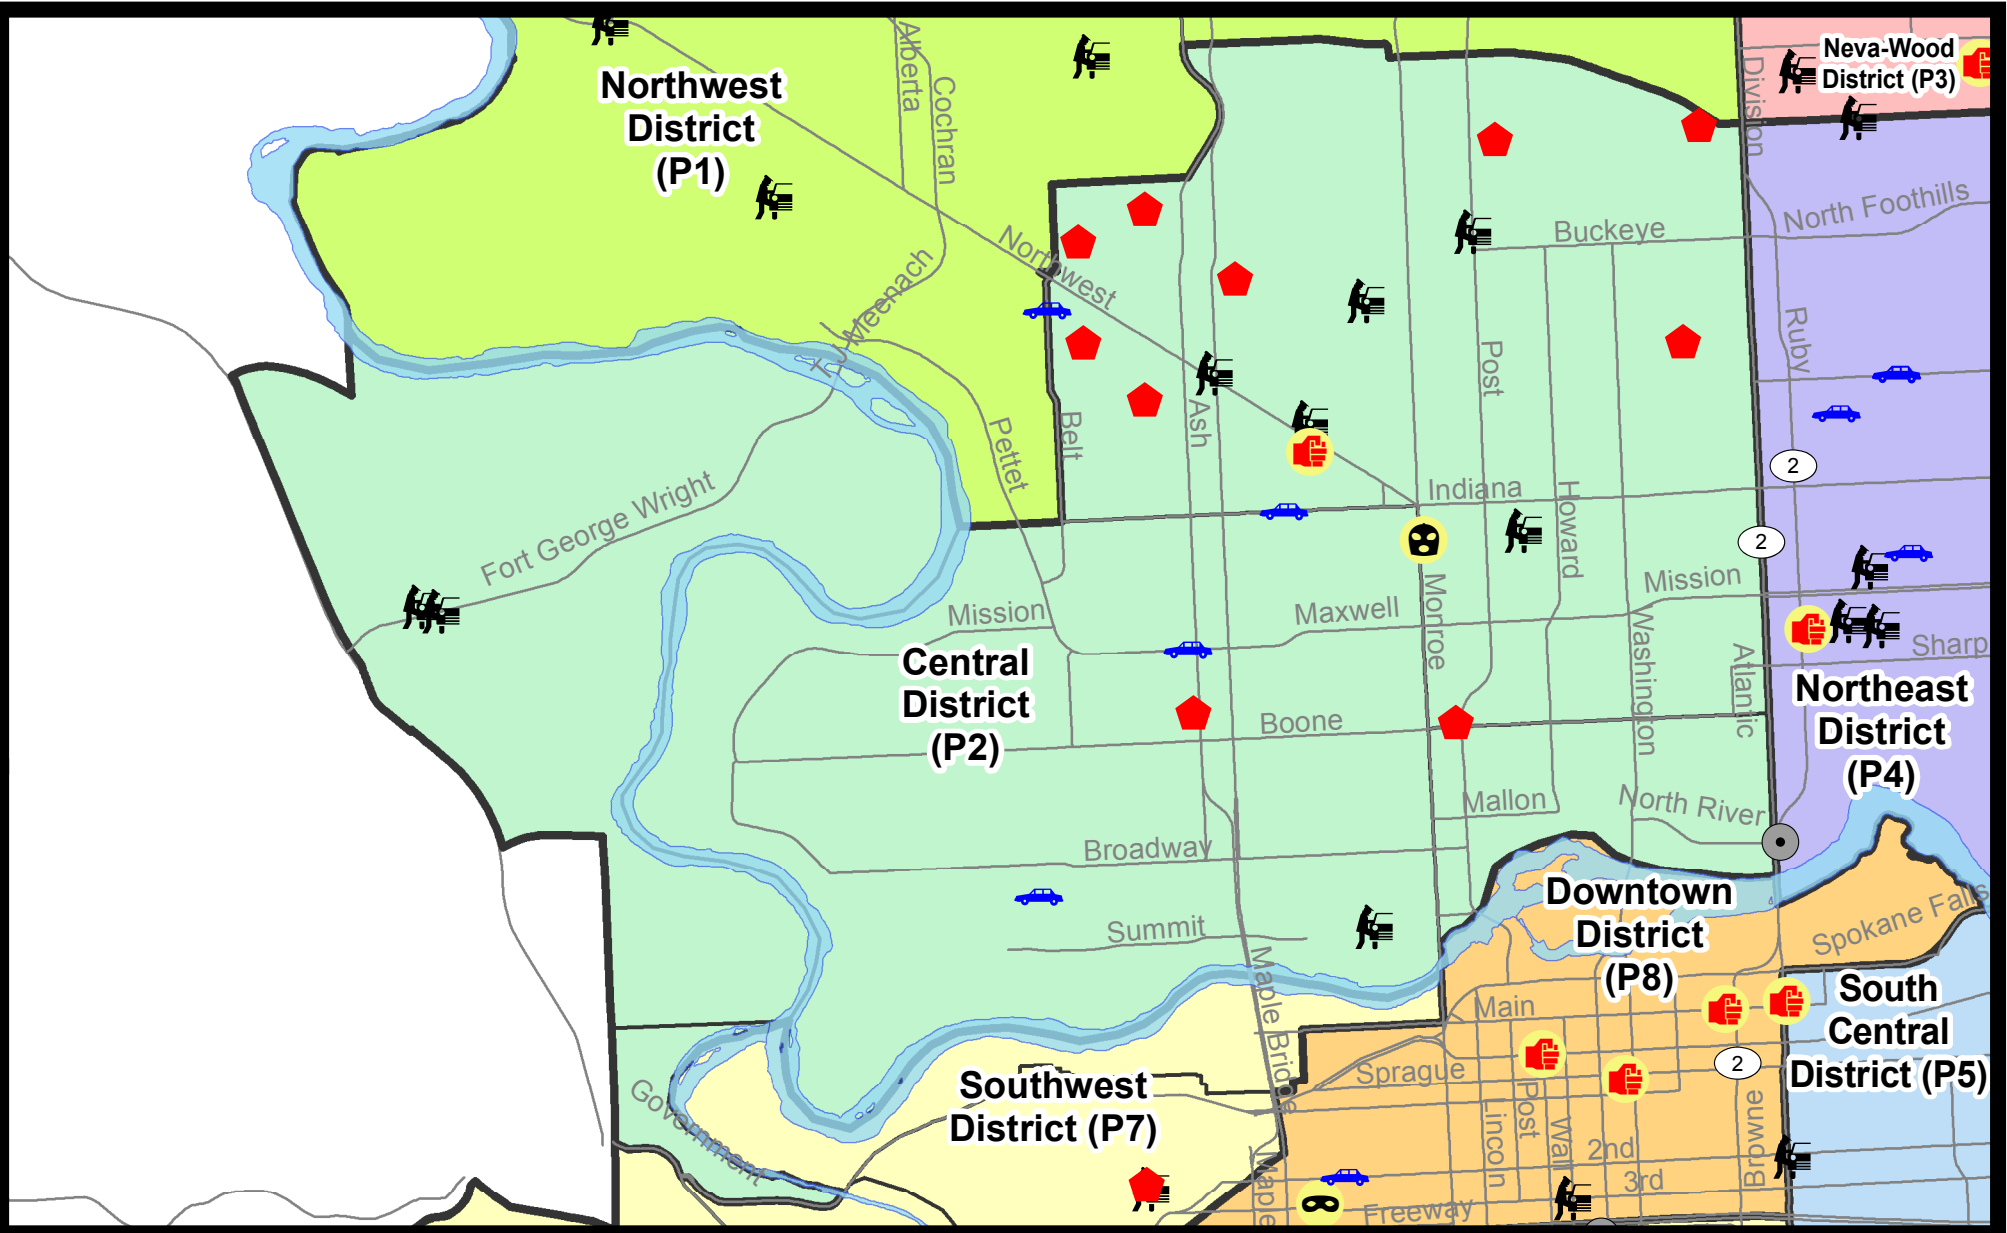 Northwest
District
(P1)
Alberta
Cochran
Division
Neva-Wood
District (P3)
North Foothills
Buckeye
Northwest
T J Meenach
Ruby
Post
Ash
Belt
Pettet
2
Indiana
Howard
Fort George Wright
2
Mission
Mission
Maxwell
Monroe
Washington
Atlantic
Sharp
Central
District
(P2)
Northeast
District
(P4)
Boone
Mallon
North River
Broadway
Downtown
District
(P8)
Spokane Falls
Summit
Maple Bridge
Main
South
Central
District (P5)
2
Sprague
Southwest
District (P7)
Government
Lincoln
Post
Wall
Browne
2nd
3rd
Maple
Freeway